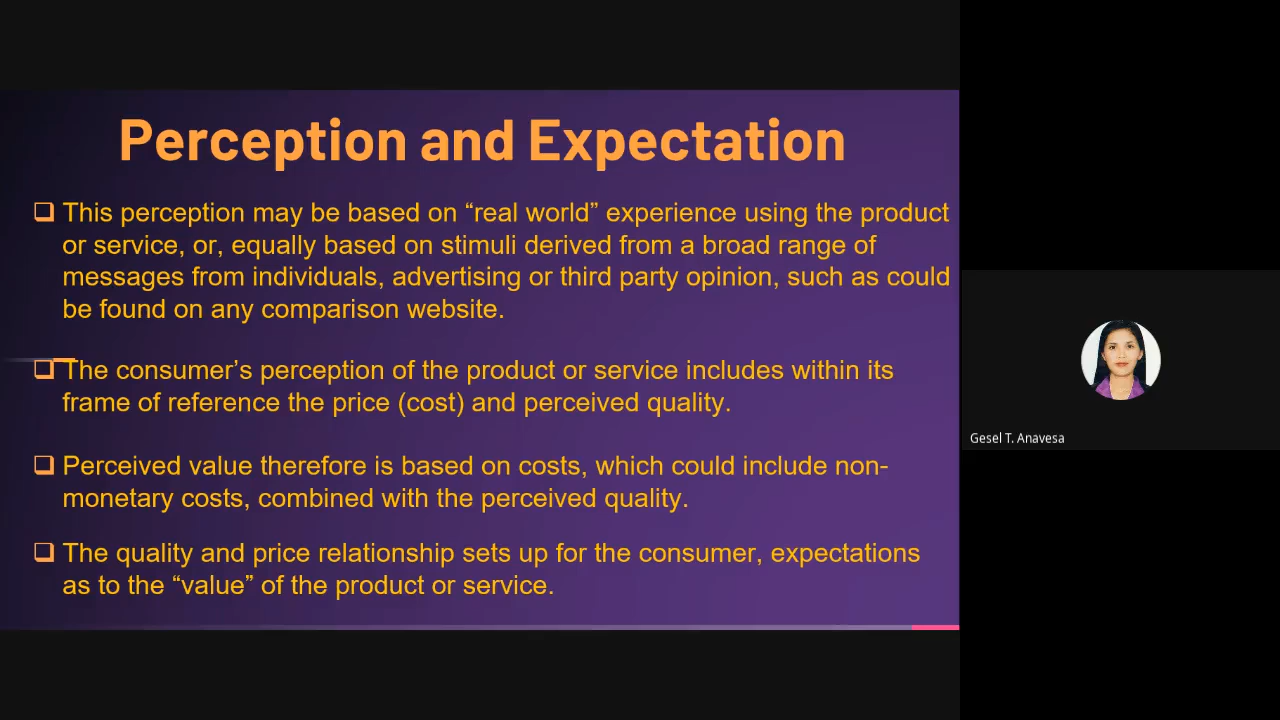 Perception and Expectation
❑ This perception may be based on “real world” experience using the product
or service, or, equally based on stimuli derived from a broad range of
messages from individuals, advertising or third party opinion, such as could
be found on any comparison website.
❑ The consumer’s perception of the product or service includes within its
frame of reference the price (cost) and perceived quality.
❑ Perceived value therefore is based on costs, which could include non-
monetary costs, combined with the perceived quality.
❑ The quality and price relationship sets up for the consumer, expectations
as to the “value” of the product or service.
Gesel T. Anavesa